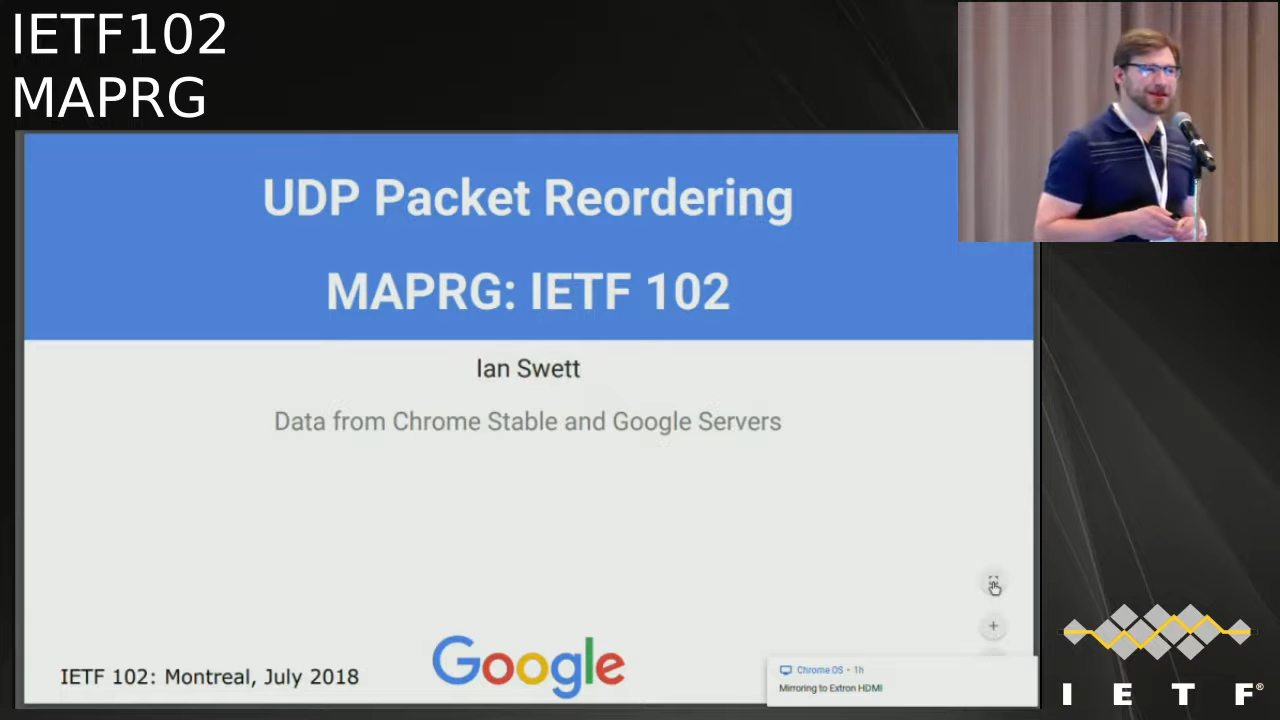 IETF102
MAPRG
UDP Packet Reordering
MAPRG: IETF 102
Ian Swett
Data from Chrome Stable and Google Servers
IETF 102: Montreal, July 2018
Google
+
Chrome OS • 1h
Mirroring to Extron HDMI
I E T F®